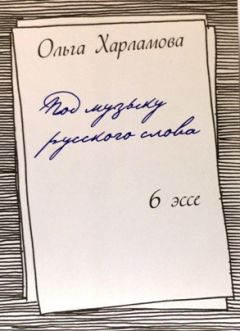 Ольга Харламова
Под музыку
русского слова
6 эссе